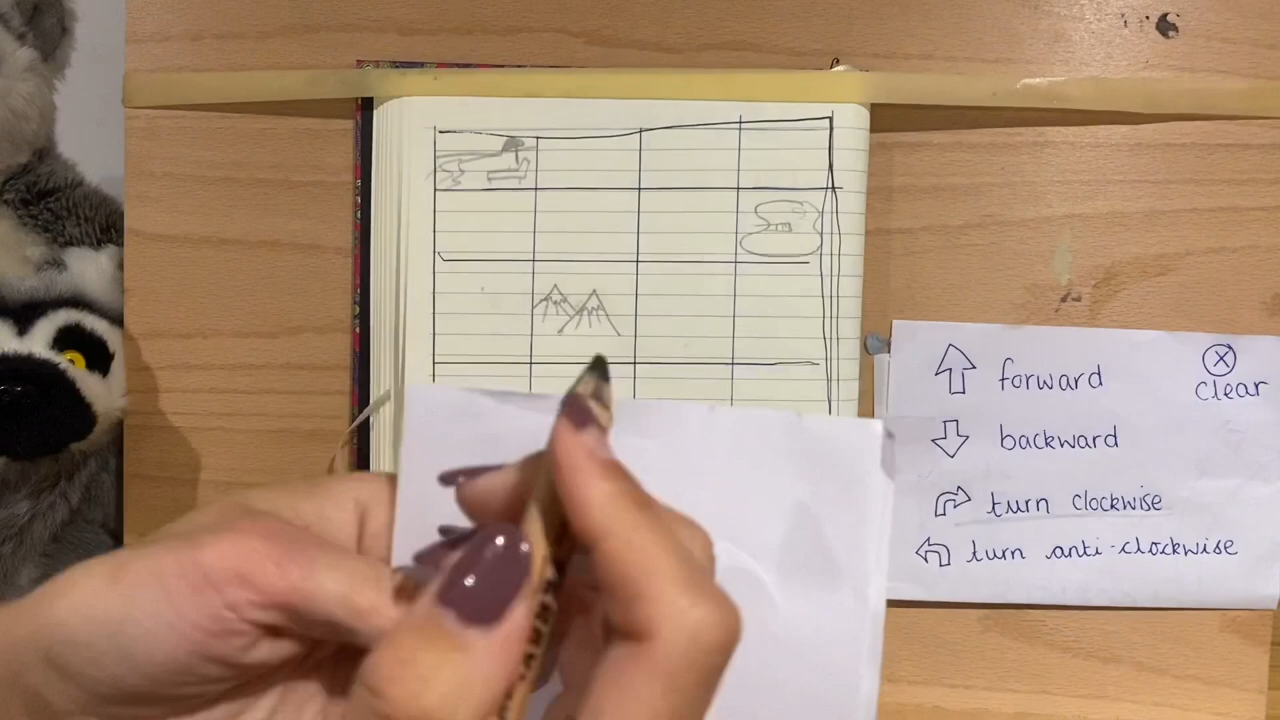 forward
clear
backward
turn clockwise
turn anti-clockwise